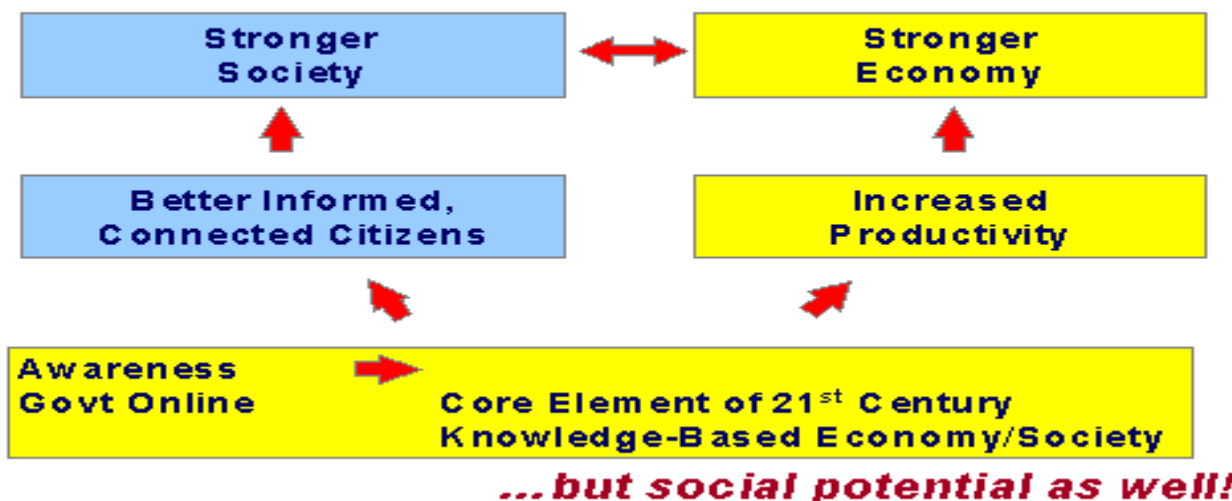 Stronger
Society
Stronger
Economy
Better Informed,
Connected Citizens
Increased
Productivity
Awareness
Govt Online
Core Element of 21st Century
Knowledge-Based Economy/Society
...but social potential as well!